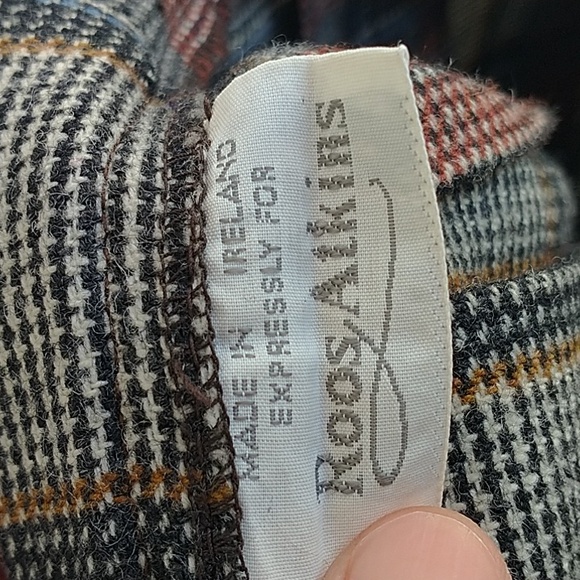 MADE IN IRELAND
EXPRESSLY FOR
Roos/Atkins